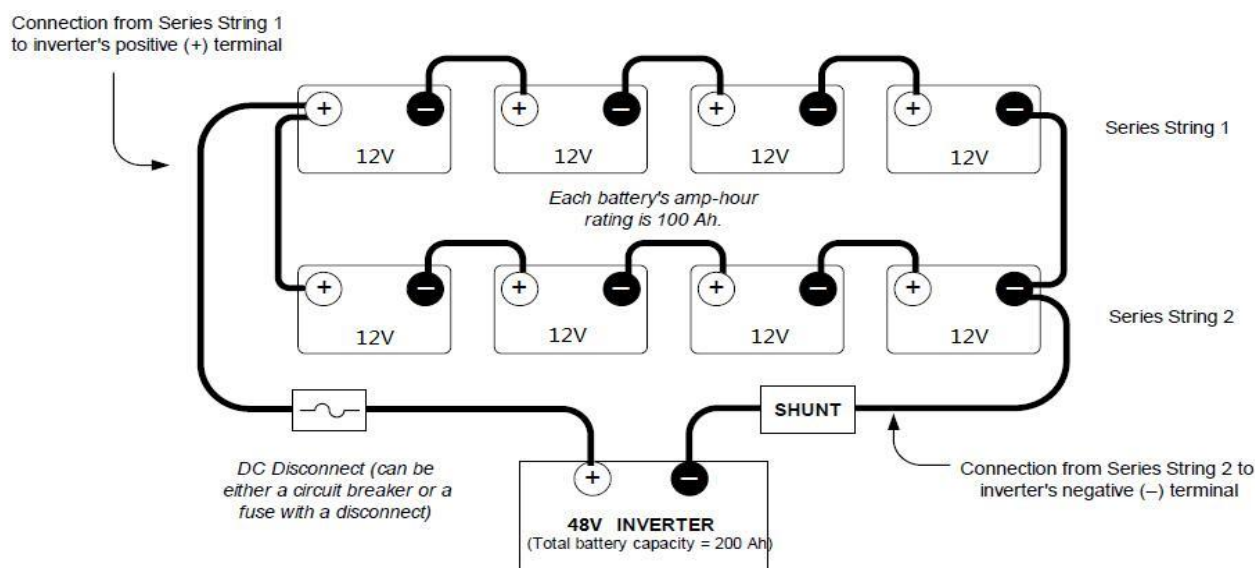 Connection from Series String 1
to inverter's positive (+) terminal
+ − + − + − + −
12V 12V 12V 12V
Series String 1
Each battery's amp-hour
rating is 100 Ah.
+ − + − + − + −
12V 12V 12V 12V
Series String 2
SHUNT
DC Disconnect (can be
either a circuit breaker or a
fuse with a disconnect)
+ −
48V INVERTER
(Total battery capacity = 200 Ah)
Connection from Series String 2 to
inverter's negative (–) terminal